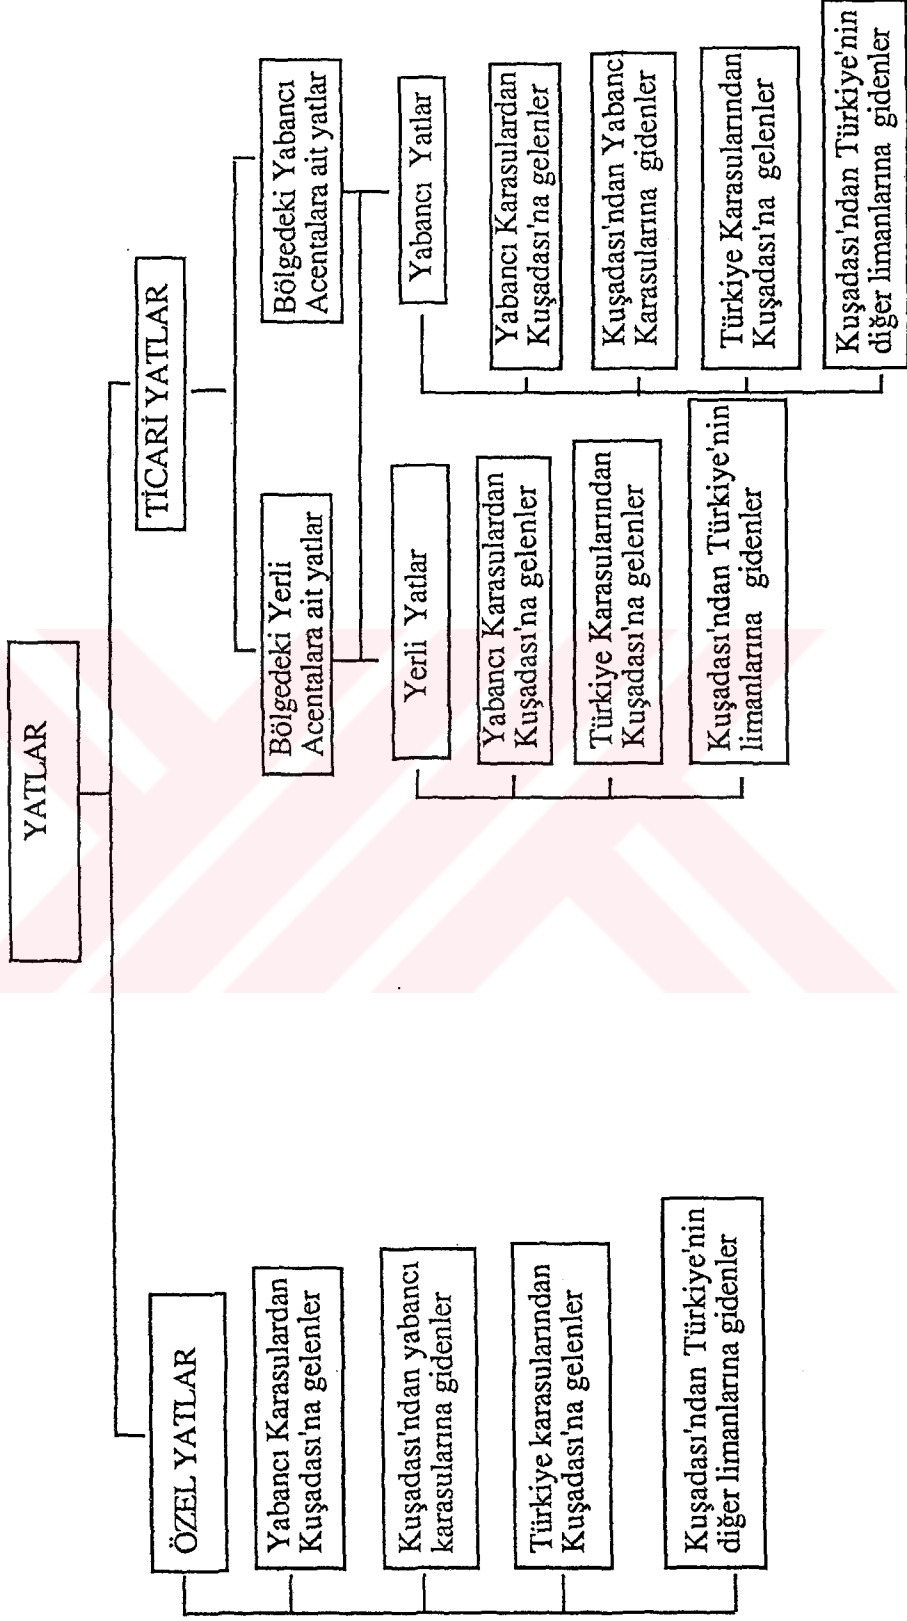 YATLAR
ÖZEL YATLAR
Yabancı Karasulardan
Kuşadası'na gelenler
Kuşadası'ndan yabancı
karasularına gidenler
Türkiye karasularından
Kuşadası'na gelenler
Kuşadası'ndan Türkiye'nin
diğer limanlarına gidenler
TİCARİ YATLAR
Bölgedeki Yerli
Acentalara ait yatlar
Bölgedeki Yabancı
Acentalara ait yatlar
Yerli Yatlar
Yabancı Karasulardan
Kuşadası'na gelenler
Türkiye Karasularından
Kuşadası'na gelenler
Kuşadası'ndan Türkiye'nin
limanlarına gidenler
Yabancı Yatlar
Yabancı Karasulardan
Kuşadası'na gelenler
Kuşadası'ndan Yabancı
Karasularına gidenler
Türkiye Karasularından
Kuşadası'na gelenler
Kuşadası'ndan Türkiye'nin
diğer limanlarına gidenler